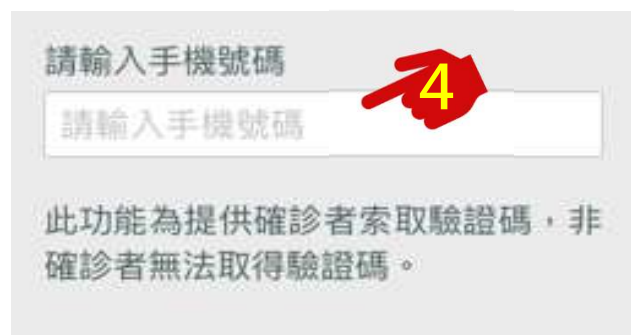 請輸入手機號碼
4
請輸入手機號碼
此功能為提供確診者索取驗證碼，非
確診者無法取得驗證碼。